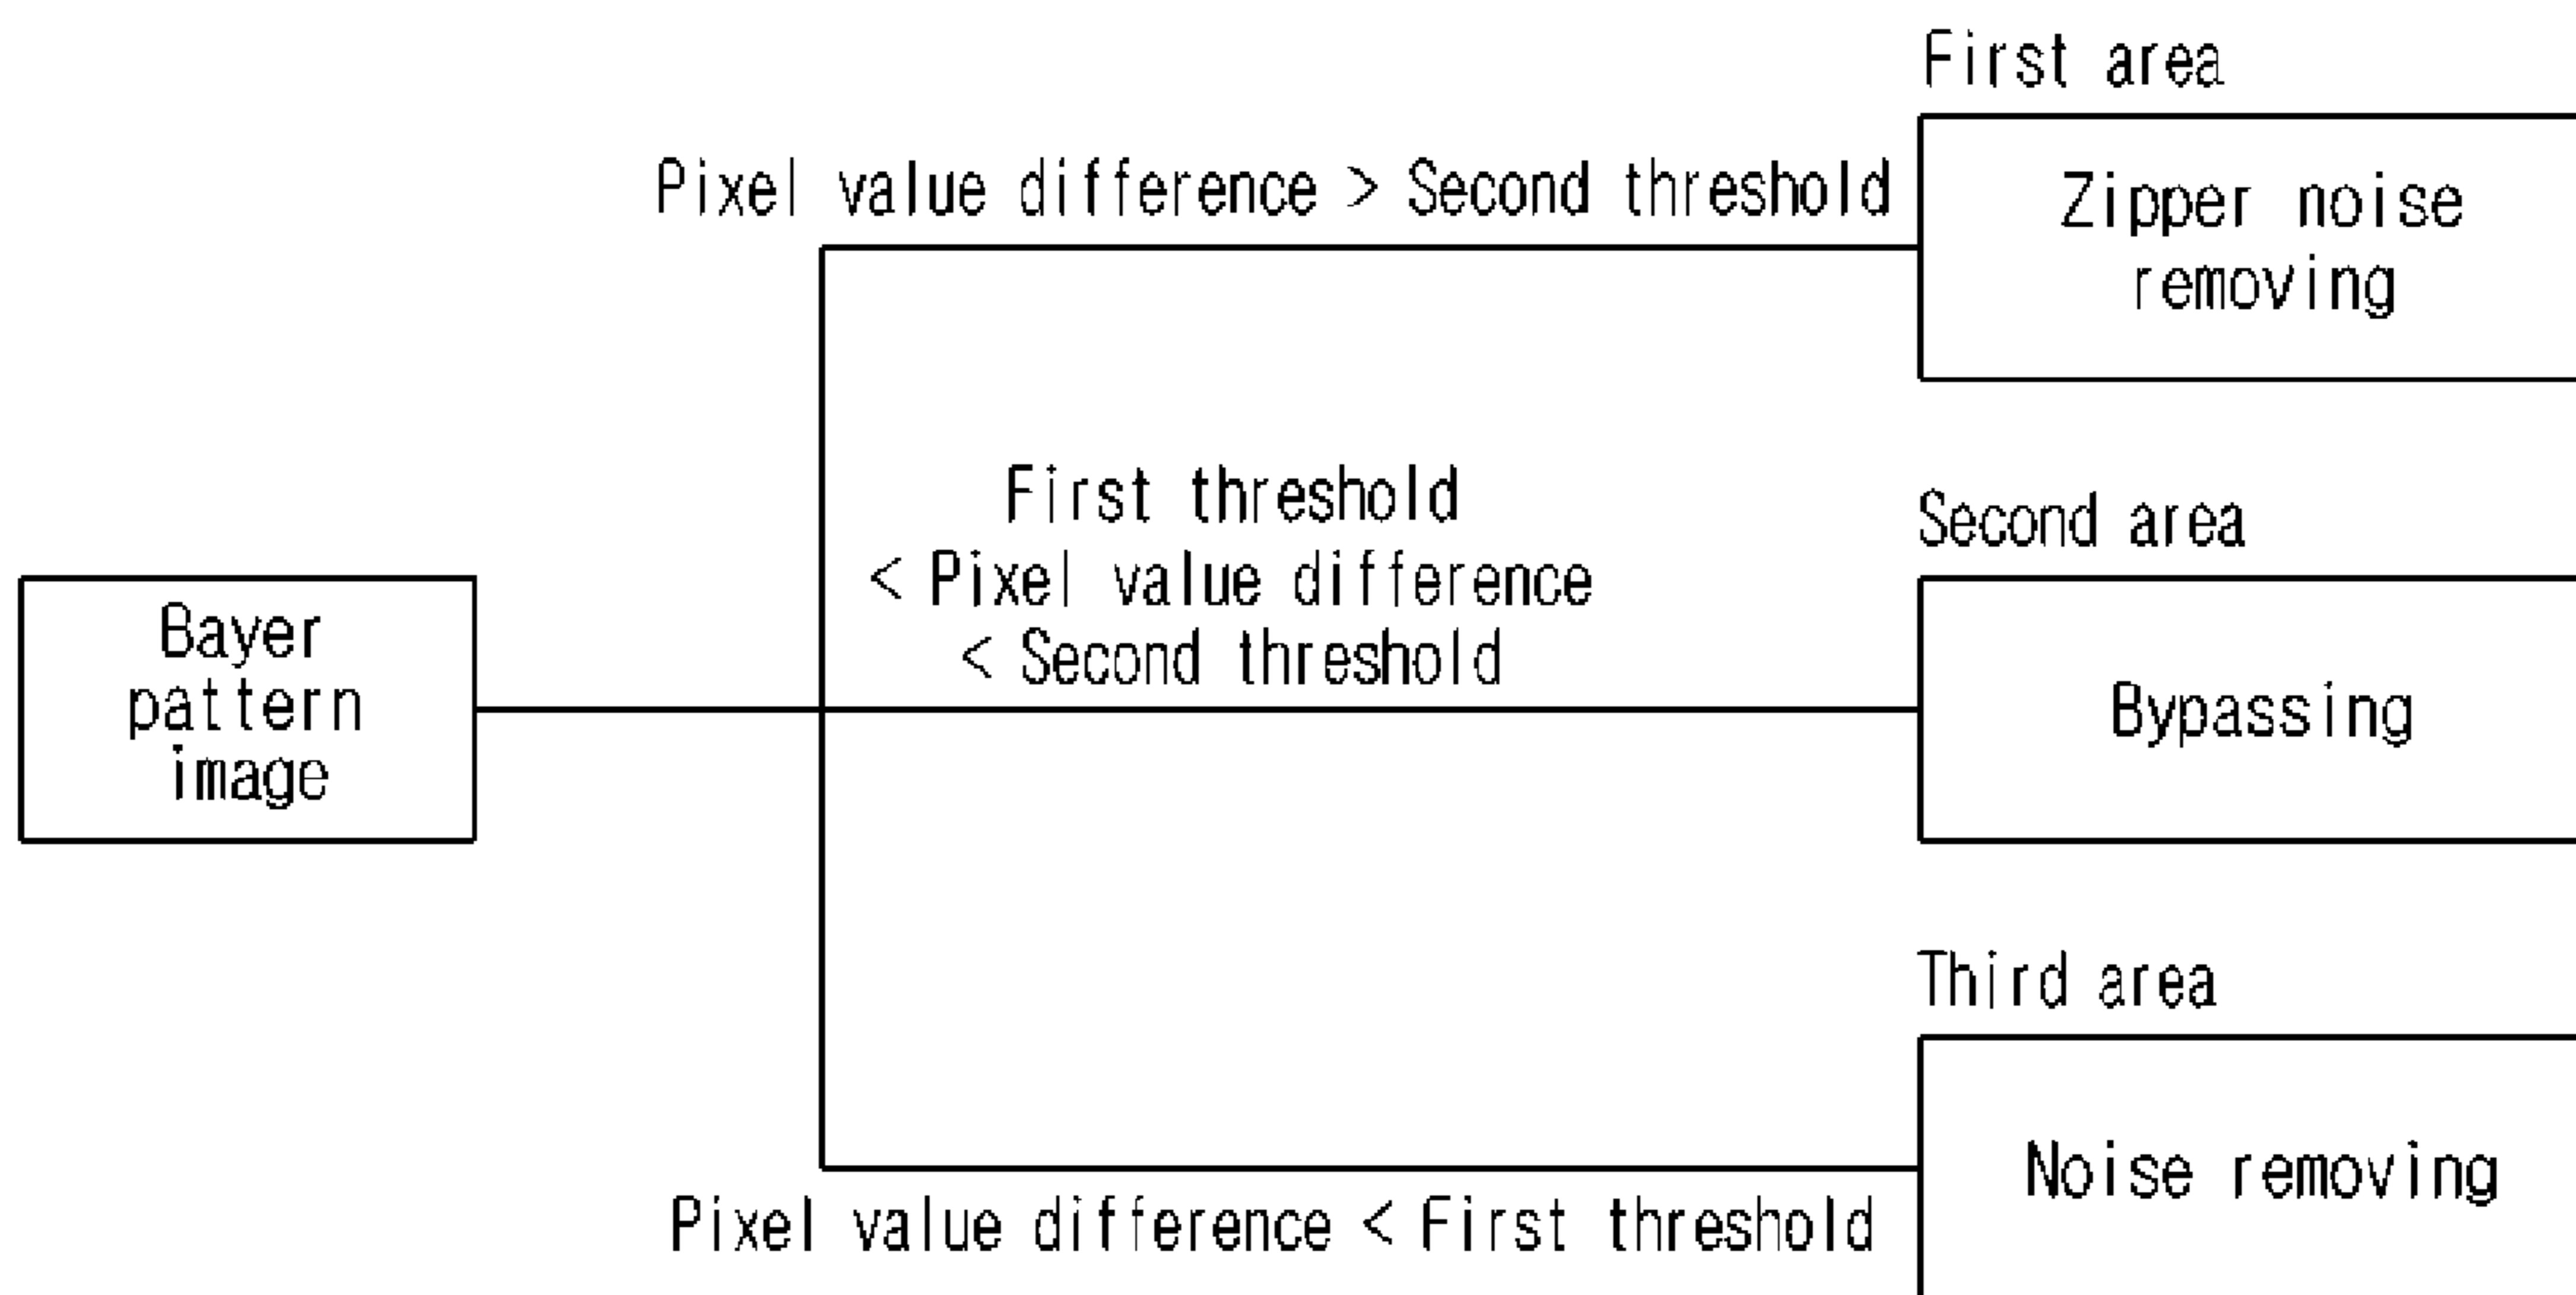 First area
Pixel value difference > Second threshold
Zipper noise
removing
First threshold
< Pixel value difference
< Second threshold
Second area
Bayer
pattern
image
Bypassing
Third area
Noise removing
Pixel value difference < First threshold